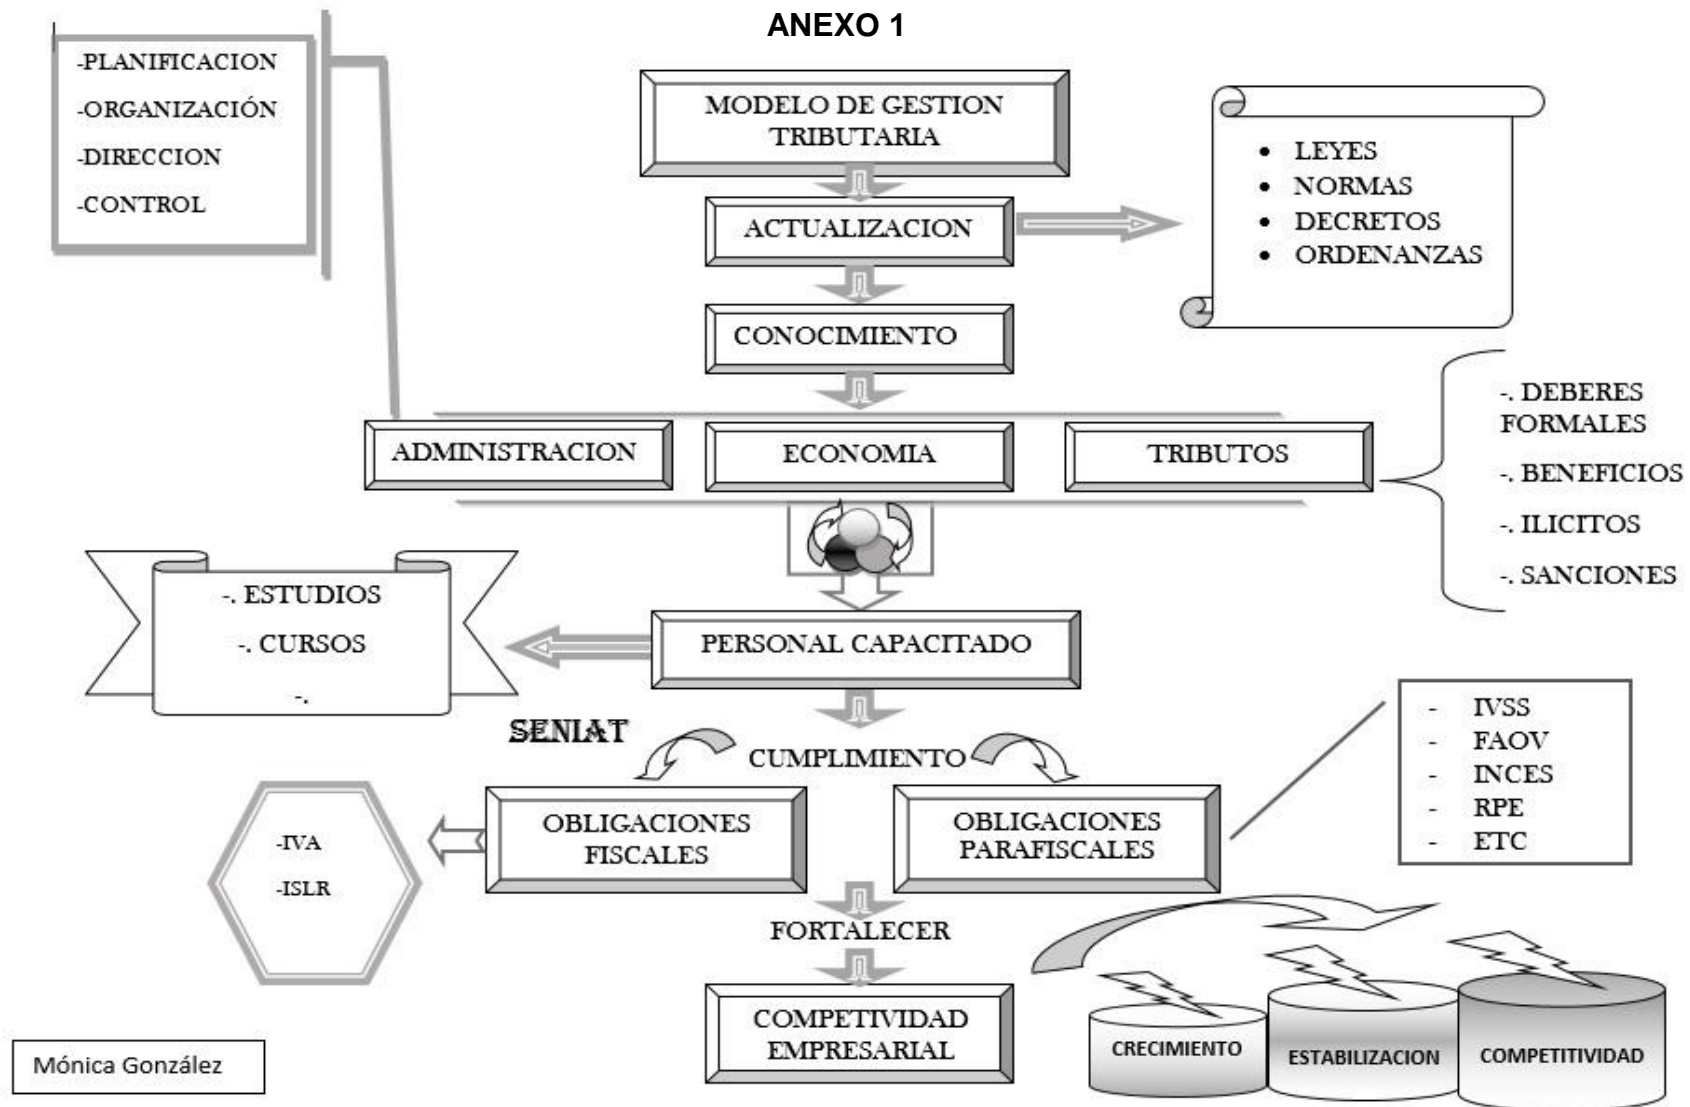 ANEXO 1
-PLANIFICACION
-ORGANIZACIÓN
-DIRECCION
-CONTROL
MODELO DE GESTION
TRIBUTARIA
ACTUALIZACION
• LEYES
• NORMAS
• DECRETOS
• ORDENANZAS
CONOCIMIENTO
ADMINISTRACION
ECONOMIA
TRIBUTOS
-. DEBERES
FORMALES
-. BENEFICIOS
-. ILICITOS
-. SANCIONES
-. ESTUDIOS
-. CURSOS
-.
PERSONAL CAPACITADO
SENIAT
CUMPLIMIENTO
- IVSS
- FAOV
- INCES
- RPE
- ETC
-IVA
-ISLR
OBLIGACIONES
FISCALES
OBLIGACIONES
PARAFISCALES
FORTALECER
COMPETIVIDAD
EMPRESARIAL
CRECIMIENTO
ESTABILIZACION
COMPETITIVIDAD
Mónica González